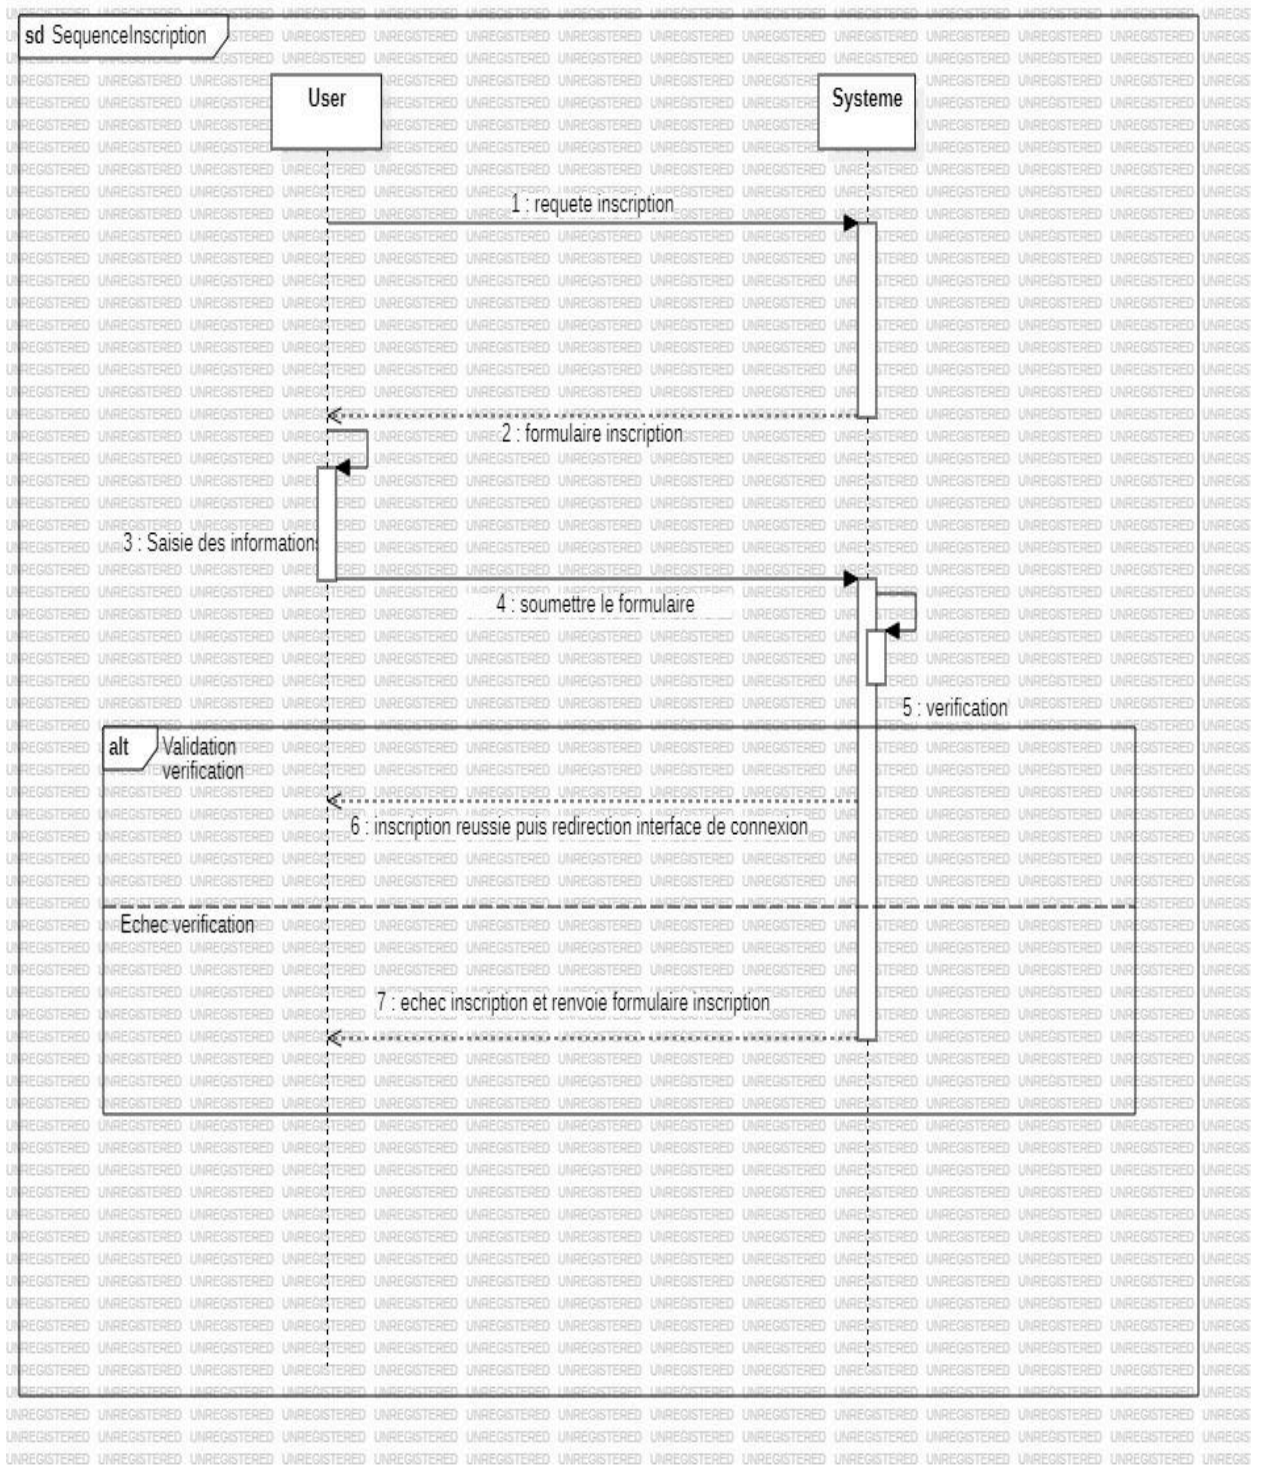 sd SequenceInscription
User
Systeme
1 : requete inscription
2 : formulaire inscription
3 : Saisie des informations
4 : soumettre le formulaire
5 : verification
alt
Validation
verification
6 : inscription reussie puis redirection interface de connexion
Echec verification
7 : echec inscription et renvoie formulaire inscription
UNREGISTERED